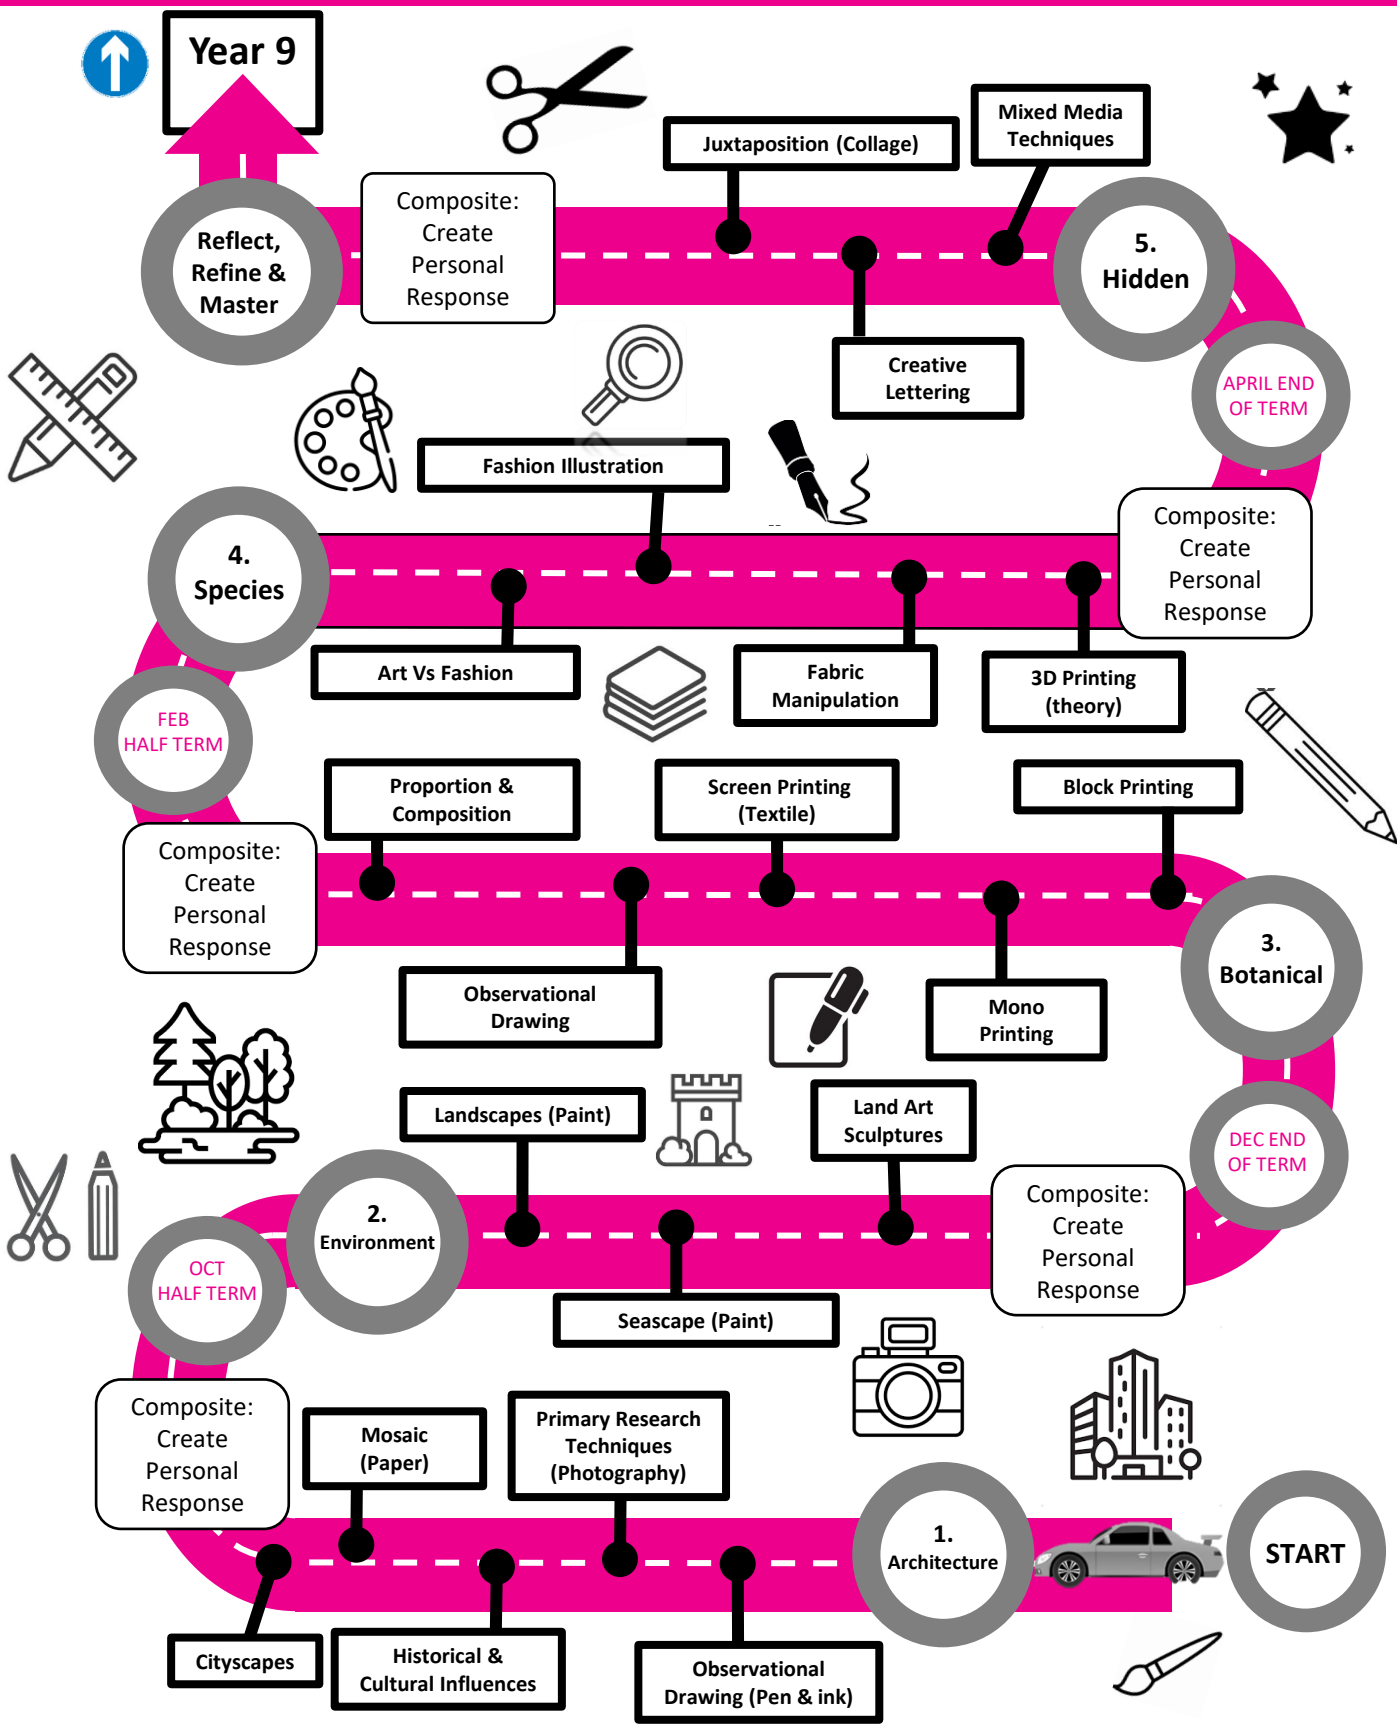 Year 9
Mixed Media
Techniques
Juxtaposition (Collage)
Composite:
Create
Personal
Response
Reflect,
Refine &
Master
5.
Hidden
Creative
Lettering
APRIL END
OF TERM
Fashion Illustration
Composite:
Create
Personal
Response
4.
Species
Art Vs Fashion
Fabric
Manipulation
3D Printing
(theory)
FEB
HALF TERM
Proportion &
Composition
Screen Printing
(Textile)
Block Printing
Composite:
Create
Personal
Response
3.
Botanical
Observational
Drawing
Mono
Printing
Landscapes (Paint)
Land Art
Sculptures
DEC END
OF TERM
Composite:
Create
Personal
Response
2.
Environment
OCT
HALF TERM
Seascape (Paint)
Composite:
Create
Personal
Response
Mosaic
(Paper)
Primary Research
Techniques
(Photography)
1.
Architecture
START
Cityscapes
Historical &
Cultural Influences
Observational
Drawing (Pen & ink)